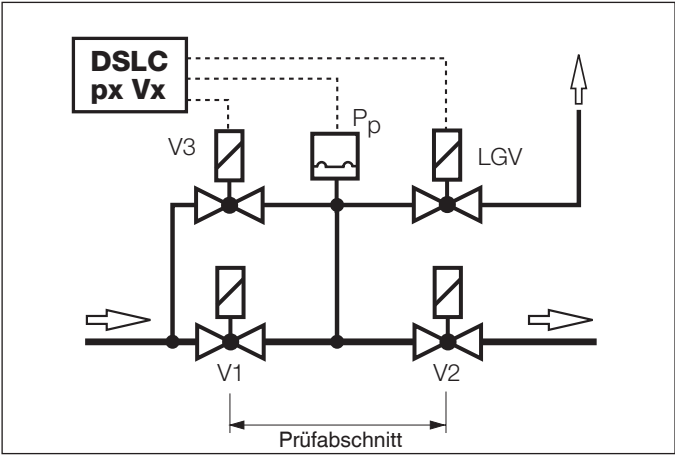 DSLC
px Vx
Pp
V3
LGV
V1
V2
Prüfabschnitt